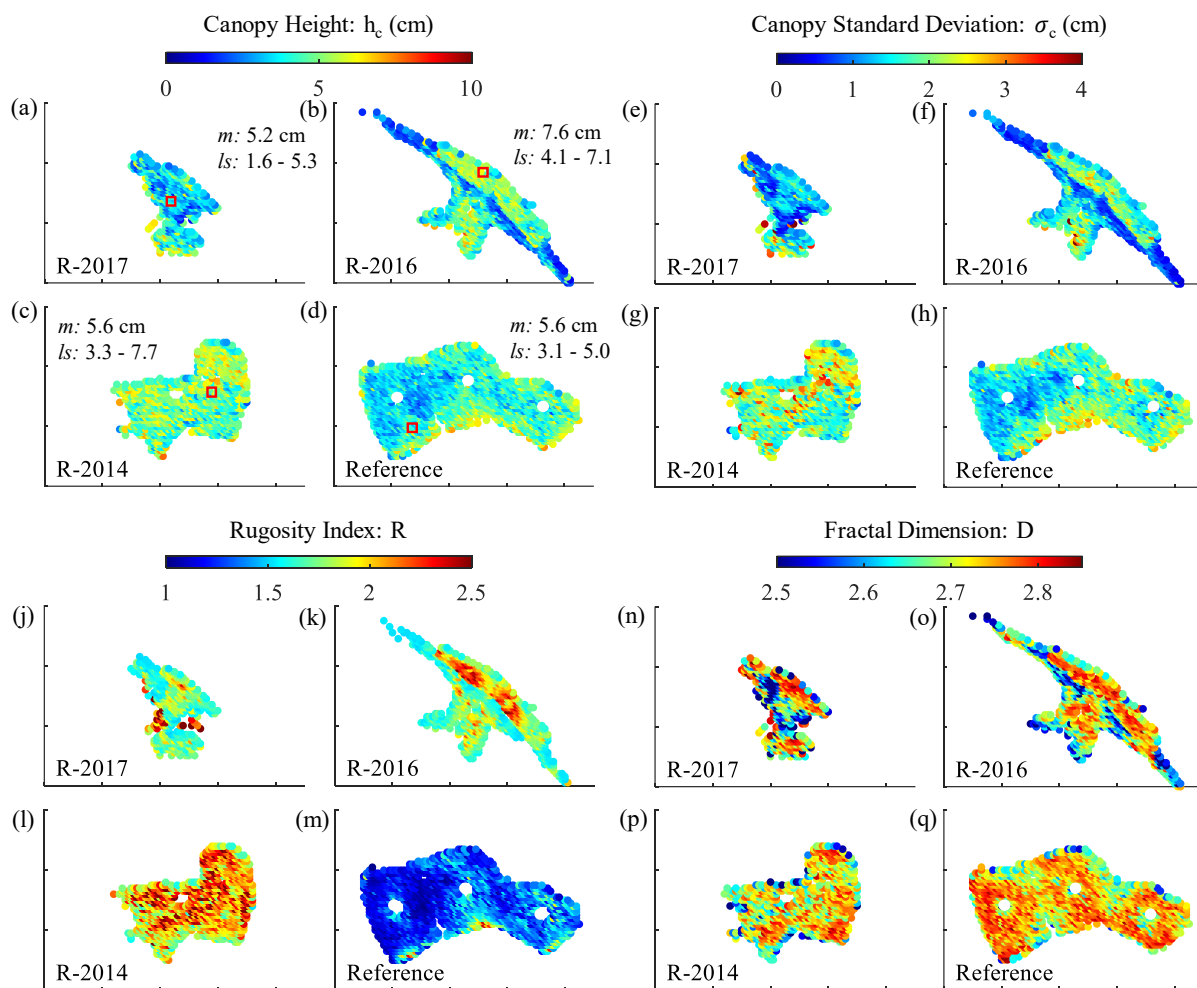 Canopy Height: h_c (cm)
Canopy Standard Deviation: σ_c (cm)
0 5 10
0 1 2 3 4
(a)
(b)
(e)
(f)
m: 5.2 cm
ls: 1.6 - 5.3
m: 7.6 cm
ls: 4.1 - 7.1
R-2017
R-2016
R-2017
R-2016
(c)
(d)
(g)
(h)
m: 5.6 cm
ls: 3.3 - 7.7
m: 5.6 cm
ls: 3.1 - 5.0
R-2014
Reference
R-2014
Reference
Rugosity Index: R
Fractal Dimension: D
1 1.5 2 2.5
2.5 2.6 2.7 2.8
(j)
(k)
(n)
(o)
R-2017
R-2016
R-2017
R-2016
(l)
(m)
(p)
(q)
R-2014
Reference
R-2014
Reference